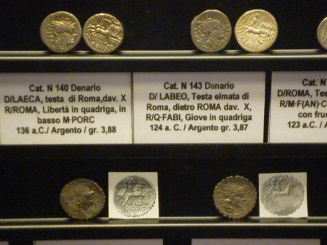 Cat. N 140 Denario
D/LAECA, testa di Roma,dav. X
R/ROMA, Libertà in quadriga, in
basso M·PORC
136 a.C./ Argento / gr. 3,88
Cat. N 143 Denario
D/ LABEO, Testa elmata di
Roma, dietro ROMA dav. X,
R/Q·FABI, Giove in quadriga
124 a. C./ Argento / gr. 3,87
D/ROMA, Tes
R/M·F(AN)·C
con frus
123 a.C. /